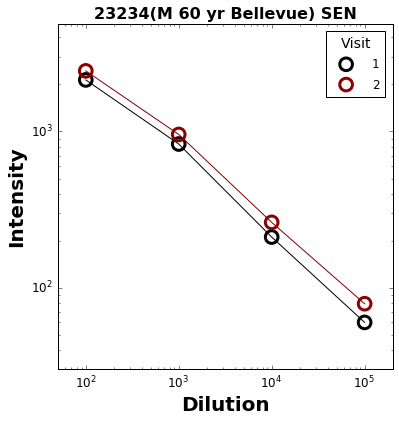 23234(M 60 yr Bellevue) SEN
Visit
1
2
Intensity
10³
10²
10² 10³ 10⁴ 10⁵
Dilution